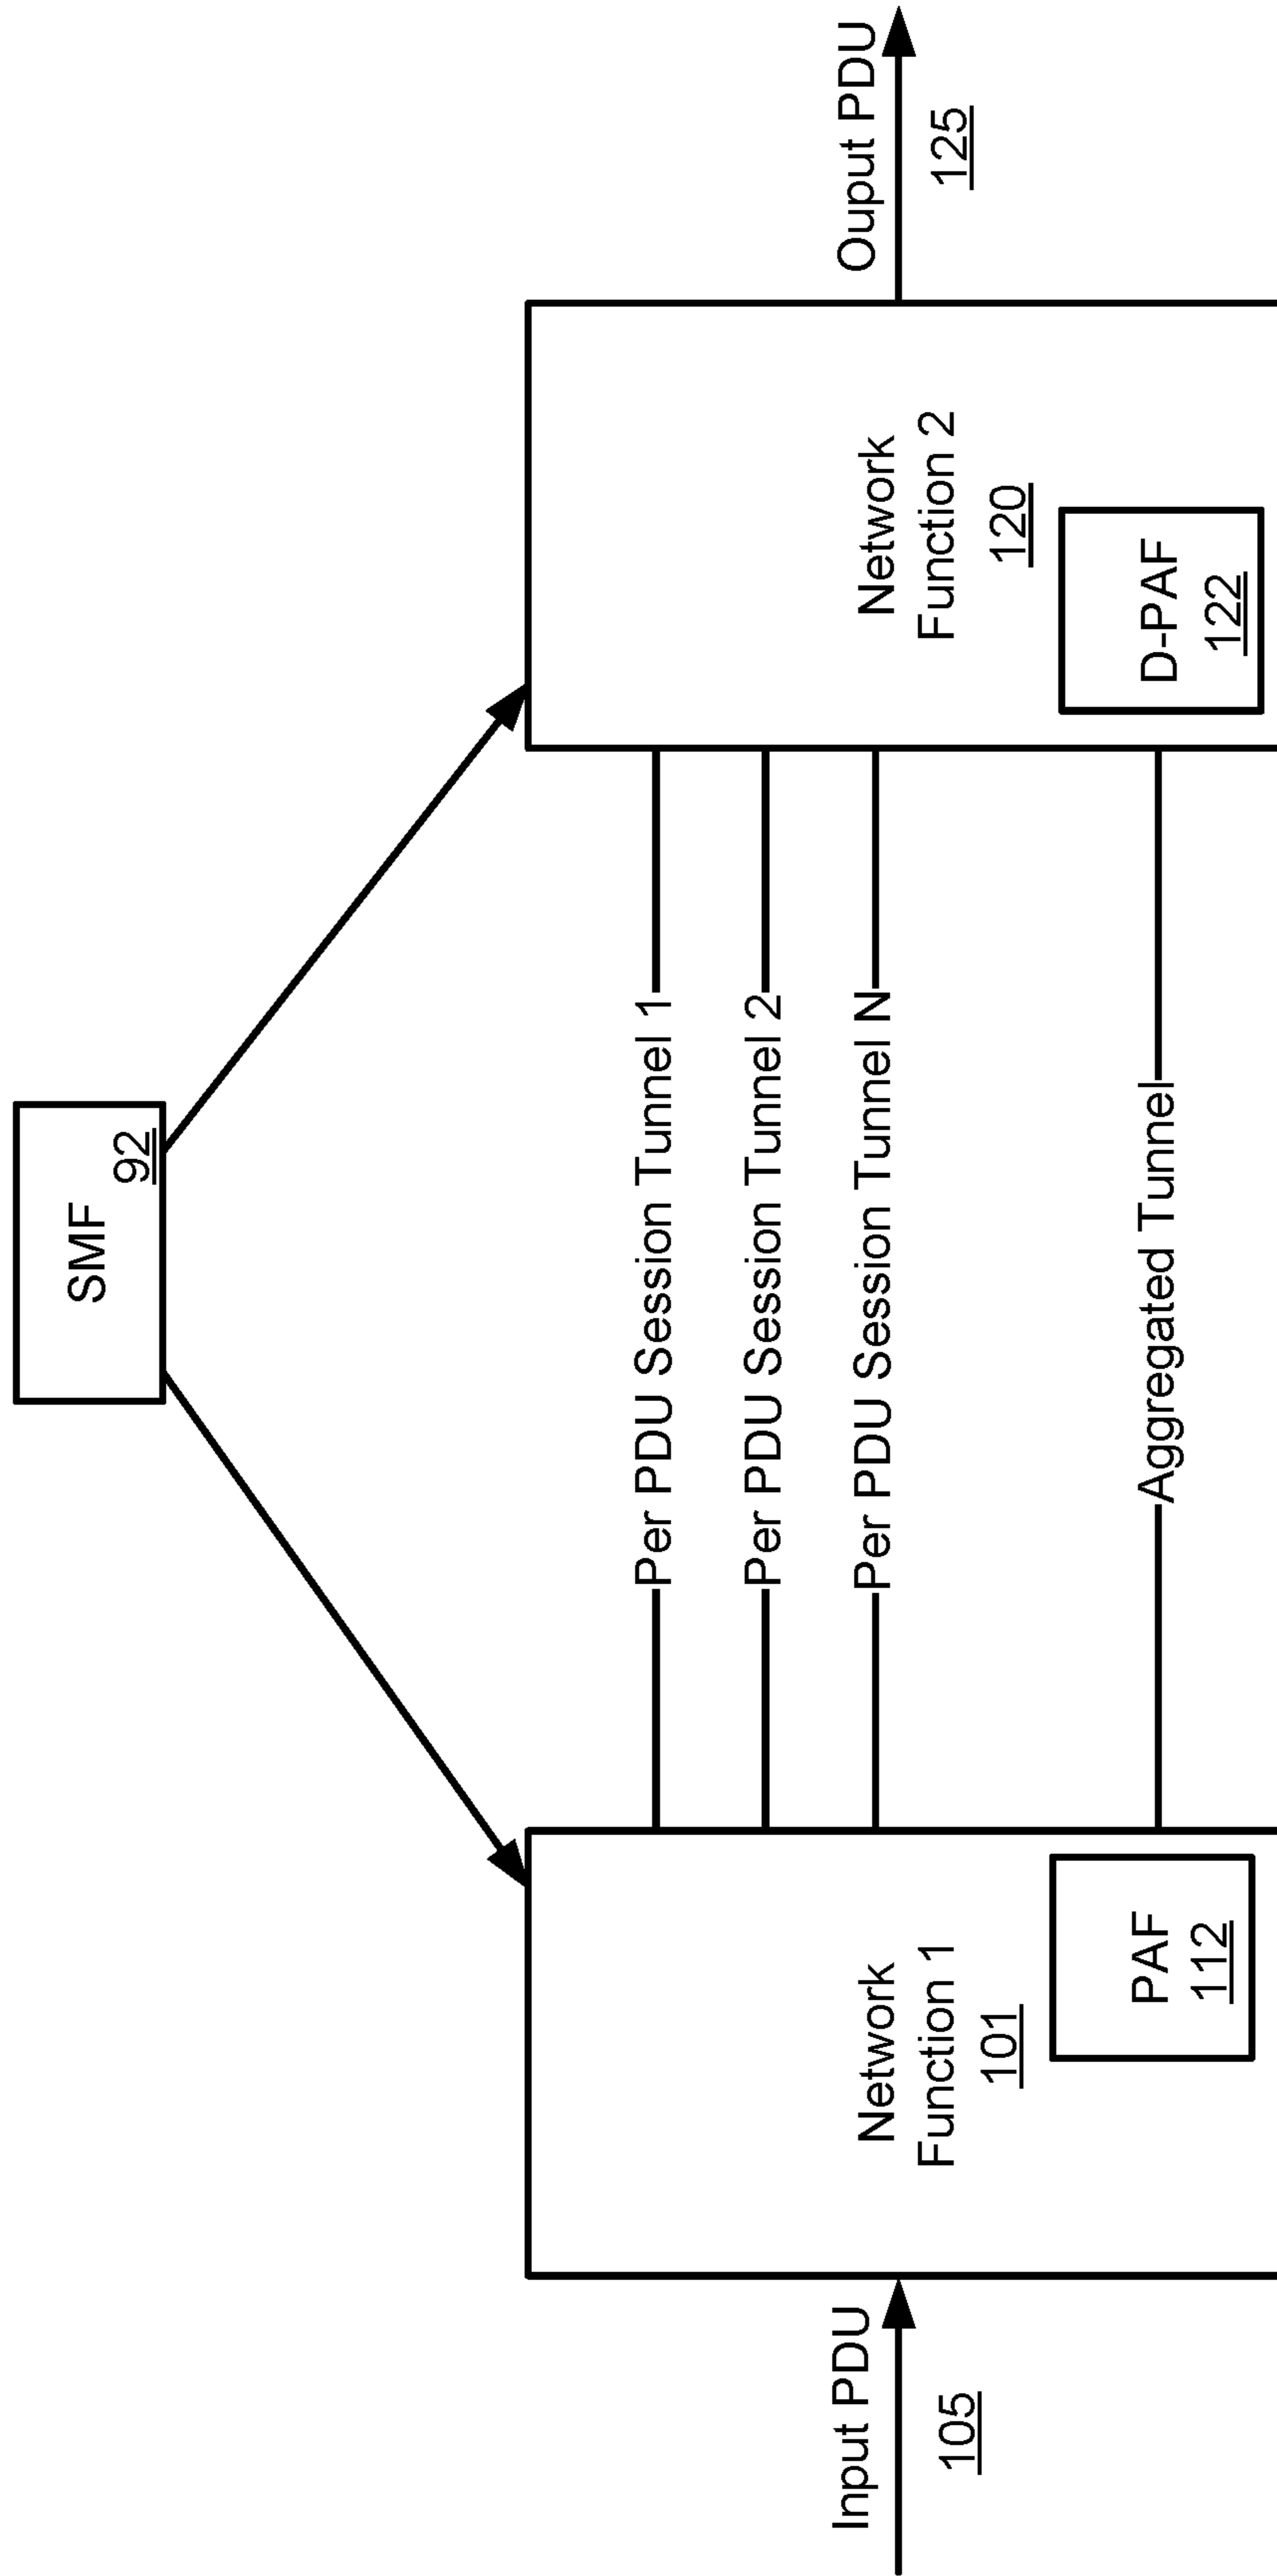 SMF
92
Input PDU
105
Network
Function 1
101
PAF
112
Per PDU Session Tunnel 1
Per PDU Session Tunnel 2
Per PDU Session Tunnel N
Aggregated Tunnel
Network
Function 2
120
D-PAF
122
Ouput PDU
125